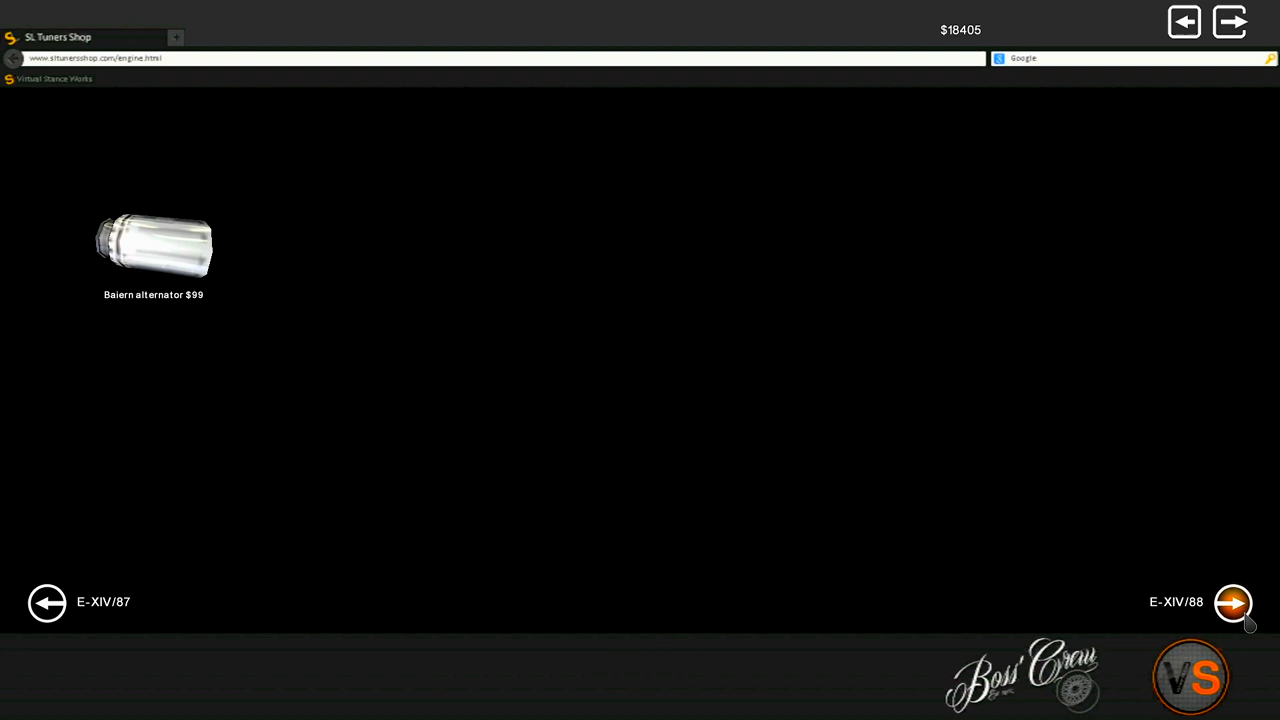 SL Tuners Shop
+
$18405
www.sltunersshop.com/engine.html
Google
Virtual Stance Works
Baiern alternator $99
E-XIV/87
E-XIV/88
Boss' Crew
VS